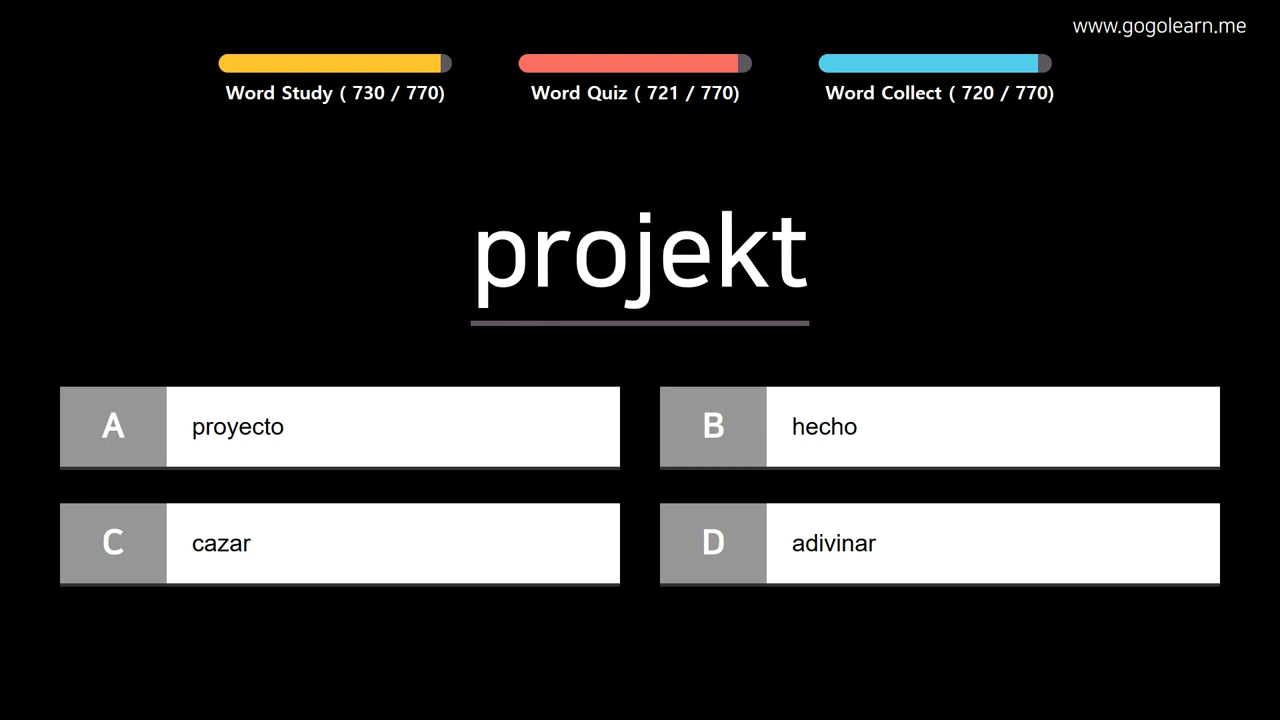 www.gogolearn.me
Word Study ( 730 / 770)
Word Quiz ( 721 / 770)
Word Collect ( 720 / 770)
projekt
A proyecto
B hecho
C cazar
D adivinar